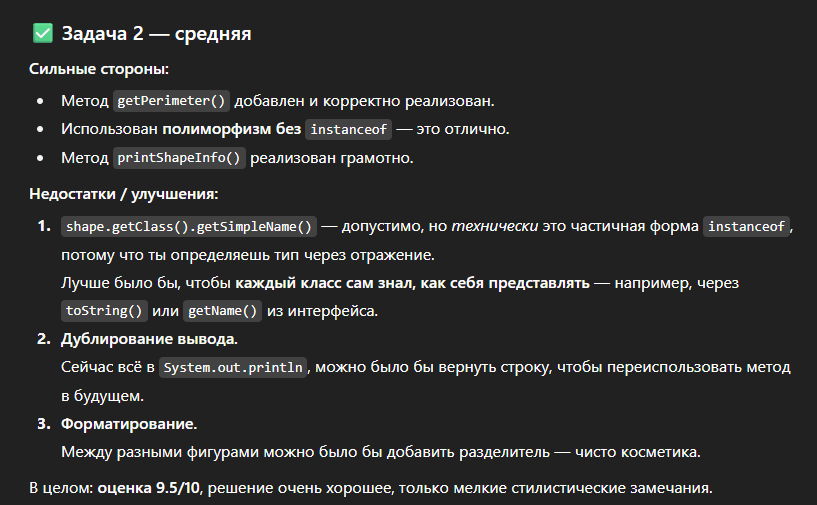 ✅ Задача 2 — средняя
Сильные стороны:
• Метод getPerimeter() добавлен и корректно реализован.
• Использован полиморфизм без instanceof — это отлично.
• Метод printShapeInfo() реализован грамотно.
Недостатки / улучшения:
1. shape.getClass().getSimpleName() — допустимо, но технически это частичная форма instanceof,
потому что ты определяешь тип через отражение.
Лучше было бы, чтобы каждый класс сам знал, как себя представлять — например, через
toString() или getName() из интерфейса.
2. Дублирование вывода.
Сейчас всё в System.out.println, можно было бы вернуть строку, чтобы переиспользовать метод
в будущем.
3. Форматирование.
Между разными фигурами можно было бы добавить разделитель — чисто косметика.
В целом: оценка 9.5/10, решение очень хорошее, только мелкие стилистические замечания.